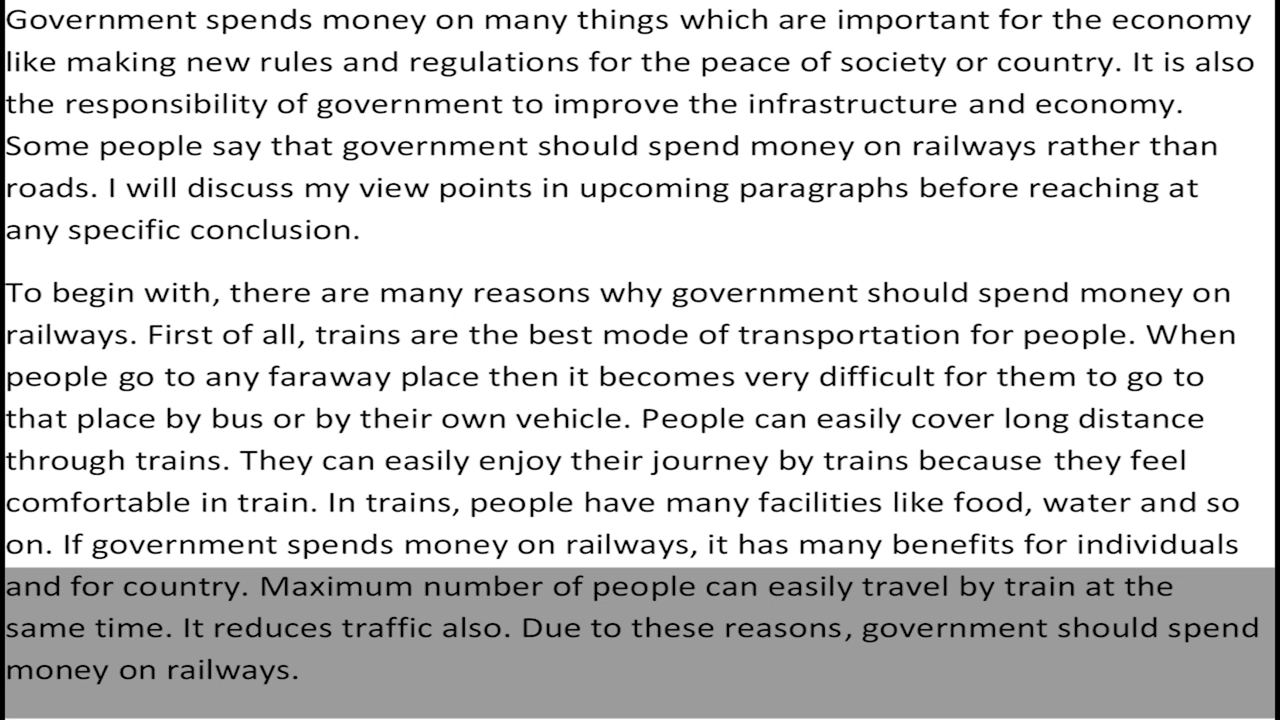 Government spends money on many things which are important for the economy
like making new rules and regulations for the peace of society or country. It is also
the responsibility of government to improve the infrastructure and economy.
Some people say that government should spend money on railways rather than
roads. I will discuss my view points in upcoming paragraphs before reaching at
any specific conclusion.
To begin with, there are many reasons why government should spend money on
railways. First of all, trains are the best mode of transportation for people. When
people go to any faraway place then it becomes very difficult for them to go to
that place by bus or by their own vehicle. People can easily cover long distance
through trains. They can easily enjoy their journey by trains because they feel
comfortable in train. In trains, people have many facilities like food, water and so
on. If government spends money on railways, it has many benefits for individuals
and for country. Maximum number of people can easily travel by train at the
same time. It reduces traffic also. Due to these reasons, government should spend
money on railways.